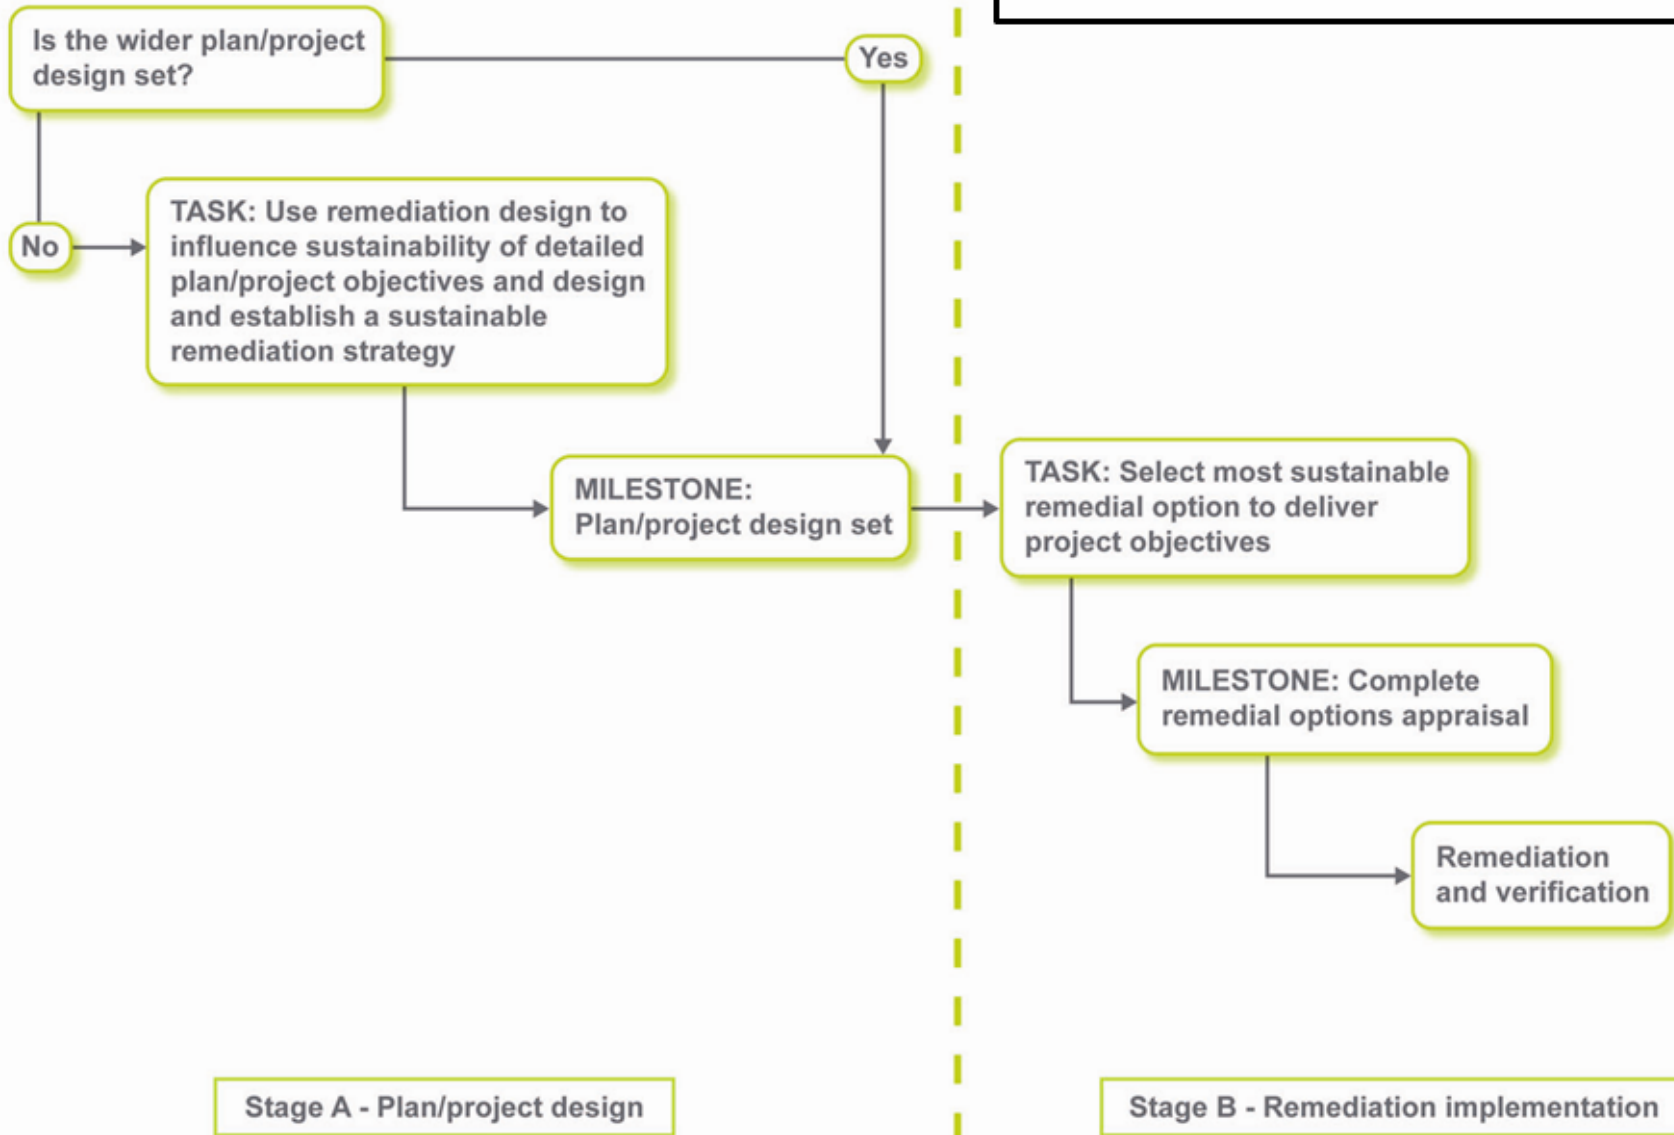 Is the wider plan/project
design set?
Yes
No
TASK: Use remediation design to
influence sustainability of detailed
plan/project objectives and design
and establish a sustainable
remediation strategy
MILESTONE:
Plan/project design set
TASK: Select most sustainable
remedial option to deliver
project objectives
MILESTONE: Complete
remedial options appraisal
Remediation
and verification
Stage A - Plan/project design
Stage B - Remediation implementation